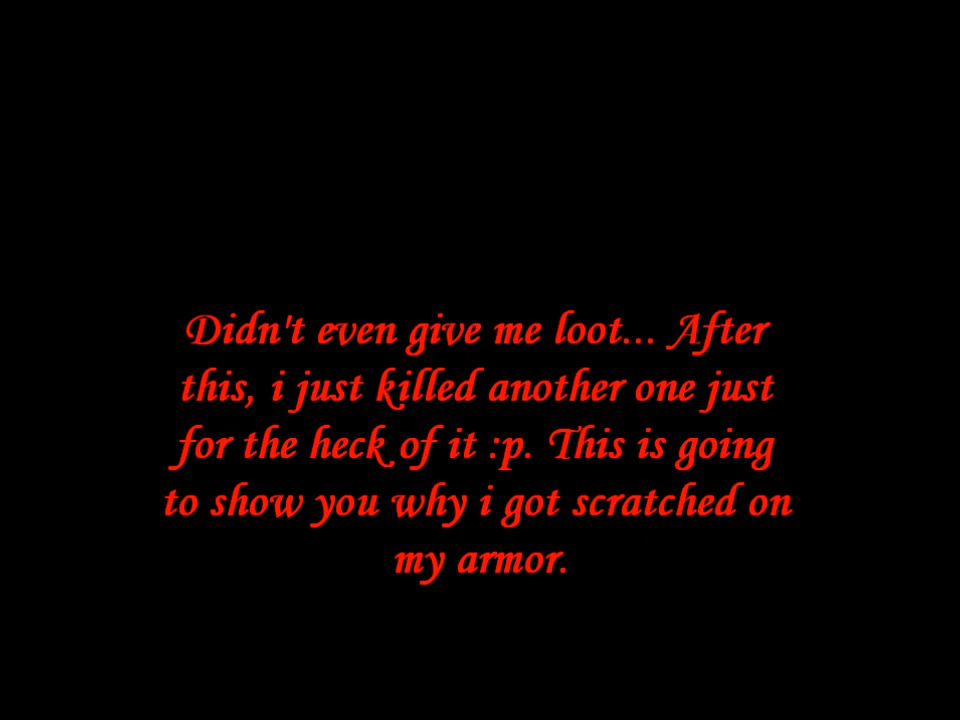 Didn't even give me loot... After
this, i just killed another one just
for the heck of it :p. This is going
to show you why i got scratched on
my armor.